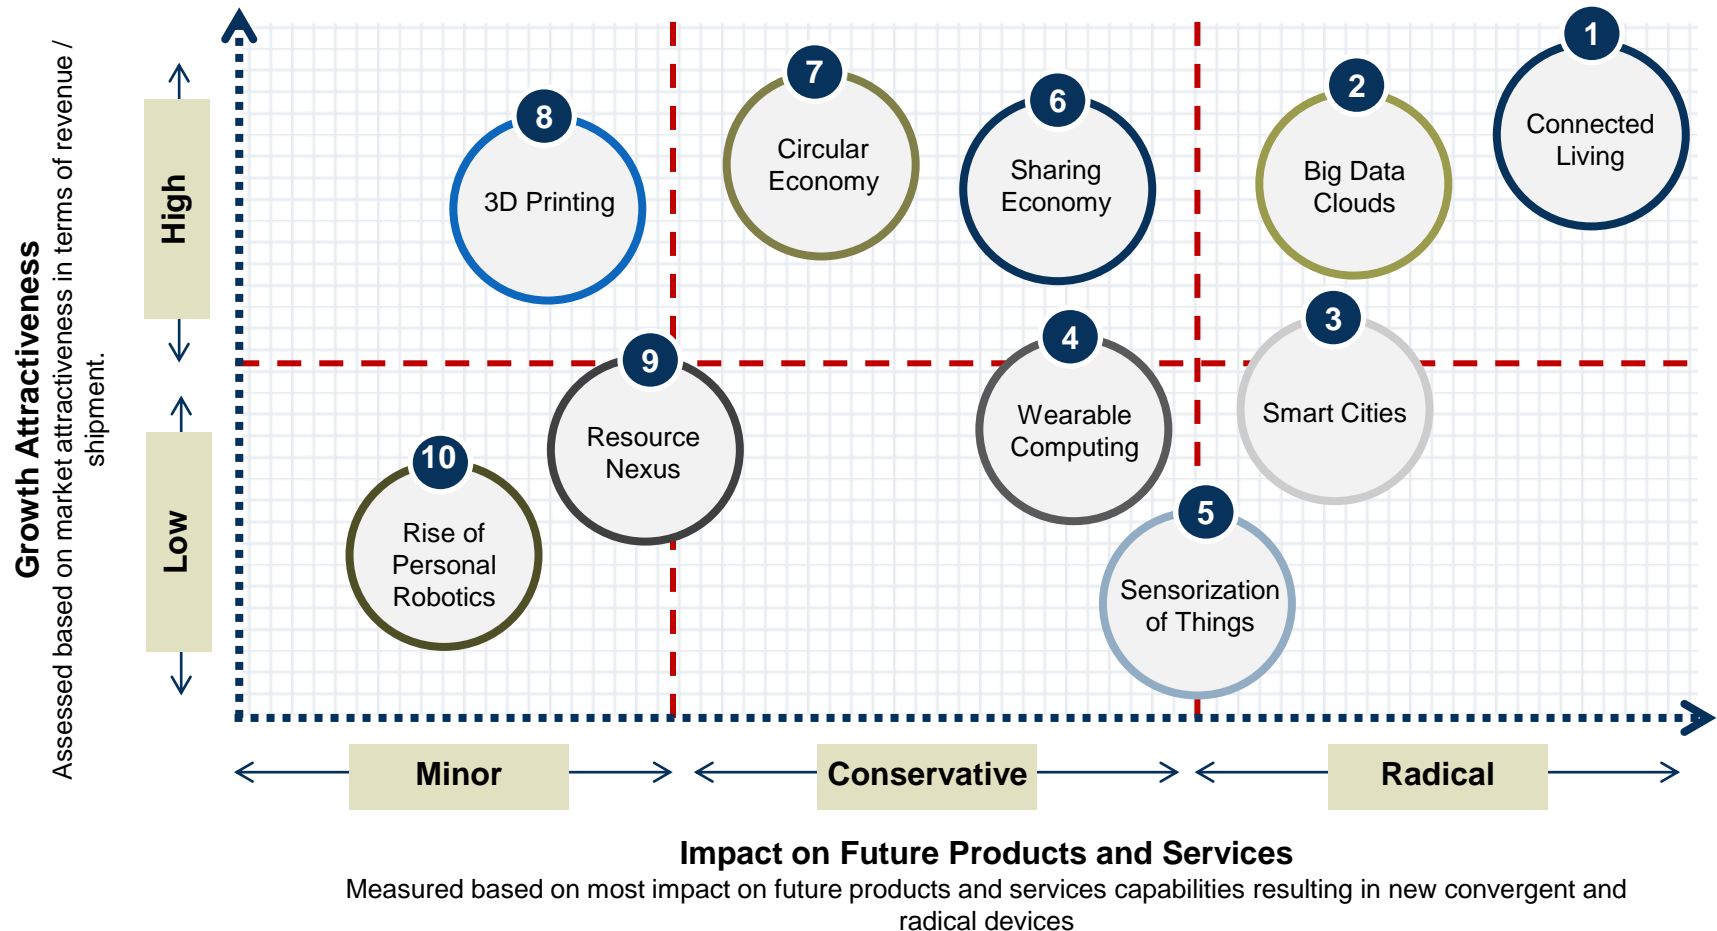 Growth Attractiveness
Assessed based on market attractiveness in terms of revenue /
shipment.
High
Low
1
Connected
Living
2
Big Data
Clouds
3
Smart Cities
4
Wearable
Computing
5
Sensorization
of Things
6
Sharing
Economy
7
Circular
Economy
8
3D Printing
9
Resource
Nexus
10
Rise of
Personal
Robotics
Minor
Conservative
Radical
Impact on Future Products and Services
Measured based on most impact on future products and services capabilities resulting in new convergent and
radical devices